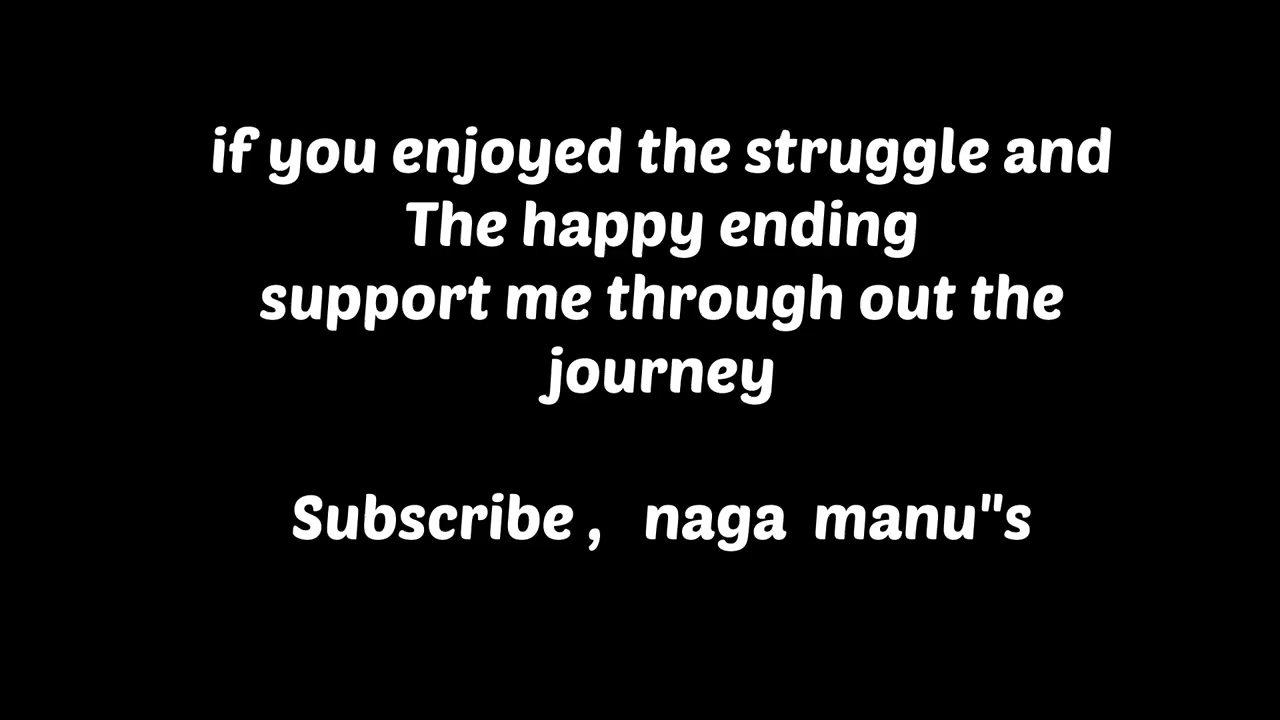 if you enjoyed the struggle and
The happy ending
support me through out the
journey
Subscribe ,   naga  manu"s